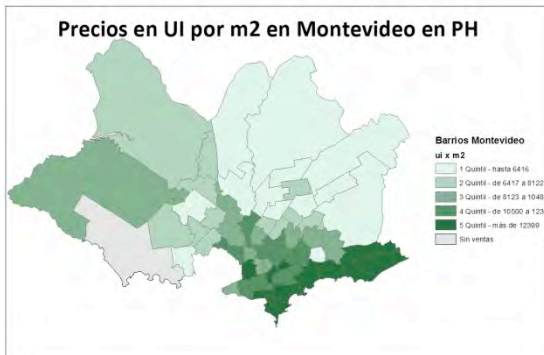 Precios en UI por m2 en Montevideo en PH
Barrios Montevideo
ui x m2
1 Quintil - hasta 6416
2 Quintil - de 6417 a 8122
3 Quintil - de 8123 a 1048
4 Quintil - de 10500 a 123
5 Quintil - más de 12399
Sin ventas